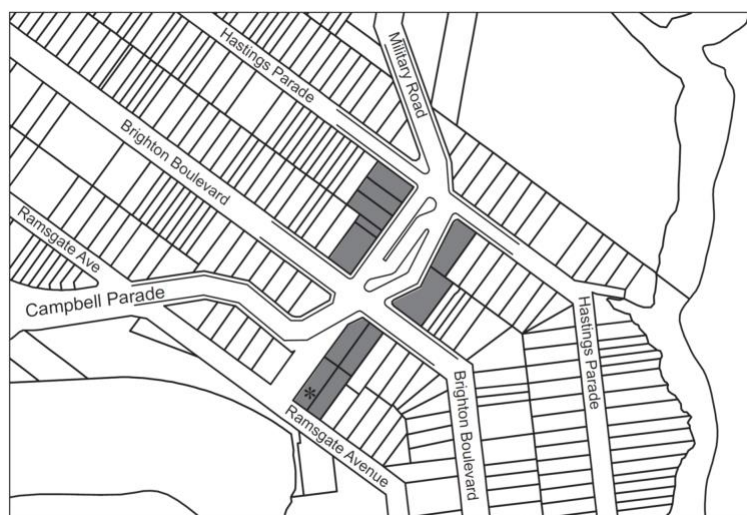 Hastings Parade
Military Road
Brighton Boulevard
Ramsgate Ave
Campbell Parade
Hastings Parade
Brighton Boulevard
Ramsgate Avenue
*